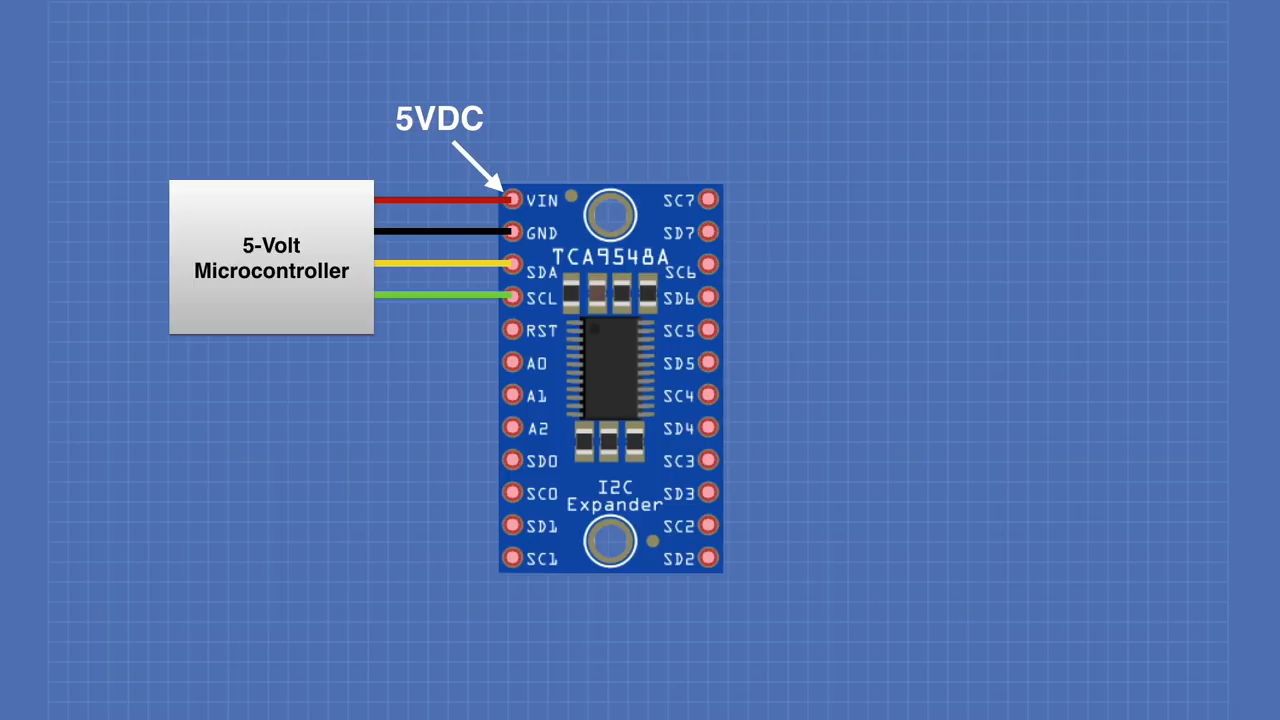 5VDC
5-Volt
Microcontroller
VIN
GND
SDA
SCL
RST
A0
A1
A2
SD0
SC0
SD1
SC1
TCA9548A
I2C
Expander
SC7
SD7
SC6
SD6
SC5
SD5
SC4
SD4
SC3
SD3
SC2
SD2